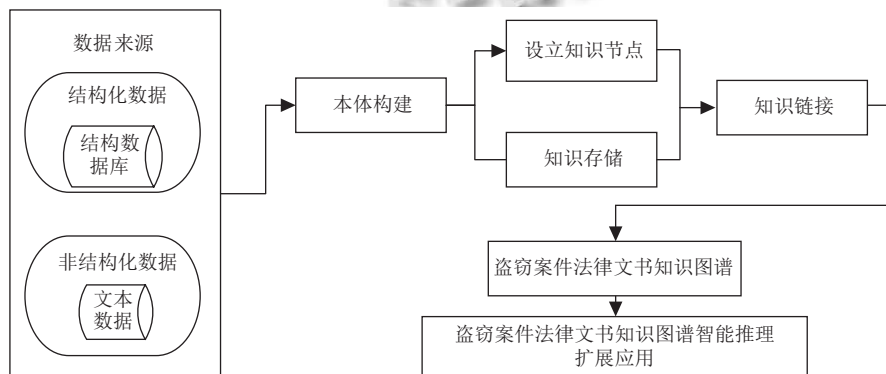 数据来源
结构化数据
结构数
据库
非结构化数据
文本
数据
本体构建
设立知识节点
知识存储
知识链接
盗窃案件法律文书知识图谱
盗窃案件法律文书知识图谱智能推理
扩展应用